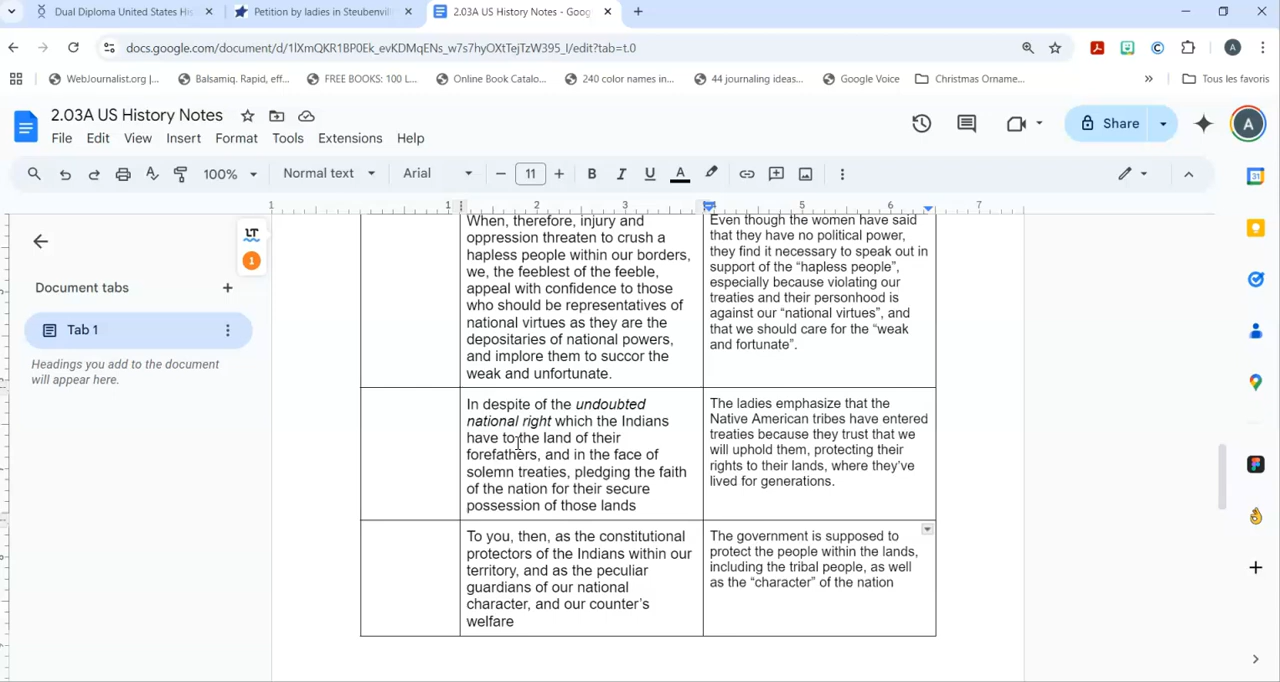 Dual Diploma United States His
Petition by ladies in Steubenvill
2.03A US History Notes - Goog
docs.google.com/document/d/1lXmQKR1BP0Ek_evKDMqENs_w7s7hyOXtTejTzW395_I/edit?tab=t.0
A
WebJournalist.org |...
Balsamiq. Rapid, eff...
FREE BOOKS: 100 L...
Online Book Catalo...
240 color names in...
44 journaling ideas...
Google Voice
Christmas Orname...
»
Tous les favoris
2.03A US History Notes
File Edit View Insert Format Tools Extensions Help
Share
A
100%
Normal text
Arial
11
B I U A
1 1 2 3 4 5 6 7
LT
1
Document tabs
Tab 1
Headings you add to the document
will appear here.
When, therefore, injury and
oppression threaten to crush a
hapless people within our borders,
we, the feeblest of the feeble,
appeal with confidence to those
who should be representatives of
national virtues as they are the
depositaries of national powers,
and implore them to succor the
weak and unfortunate.
Even though the women have said
that they have no political power,
they find it necessary to speak out in
support of the “hapless people”,
especially because violating our
treaties and their personhood is
against our “national virtues”, and
that we should care for the “weak
and fortunate”.
In despite of the undoubted
national right which the Indians
have to the land of their
forefathers, and in the face of
solemn treaties, pledging the faith
of the nation for their secure
possession of those lands
The ladies emphasize that the
Native American tribes have entered
treaties because they trust that we
will uphold them, protecting their
rights to their lands, where they’ve
lived for generations.
To you, then, as the constitutional
protectors of the Indians within our
territory, and as the peculiar
guardians of our national
character, and our counter’s
welfare
The government is supposed to
protect the people within the lands,
including the tribal people, as well
as the “character” of the nation